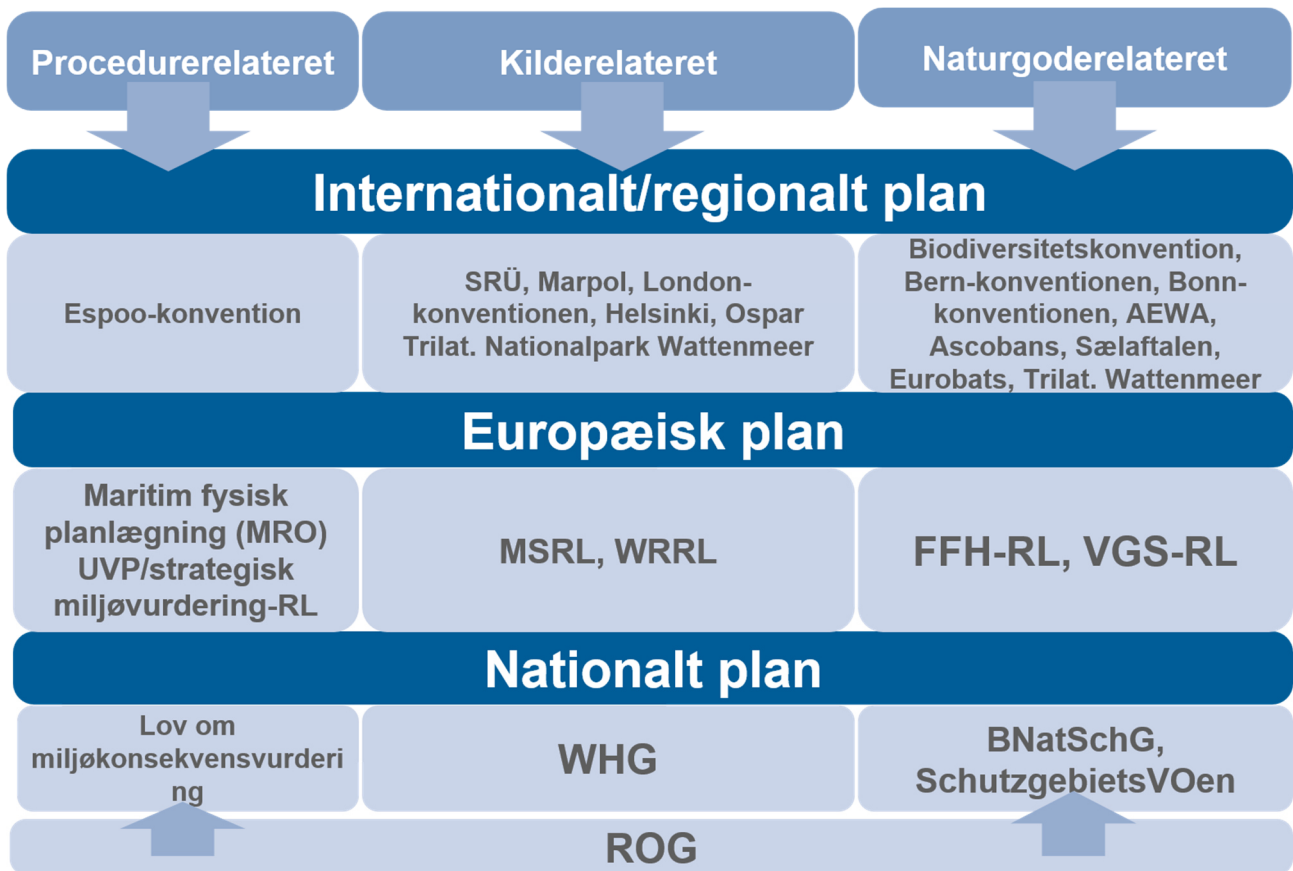 Procedurerelateret
Kilderelateret
Naturgoderelateret
Internationalt/regionalt plan
Espoo-konvention
SRÜ, Marpol, London-
konventionen, Helsinki, Ospar
Trilat. Nationalpark Wattenmeer
Biodiversitetskonvention,
Bern-konventionen, Bonn-
konventionen, AEWA,
Ascobans, Sælaftalen,
Eurobats, Trilat. Wattenmeer
Europæisk plan
Maritim fysisk
planlægning (MRO)
UVP/strategisk
miljøvurdering-RL
MSRL, WRRL
FFH-RL, VGS-RL
Nationalt plan
Lov om
miljøkonsekvensvurderi
ng
WHG
BNatSchG,
SchutzgebietsVOen
ROG